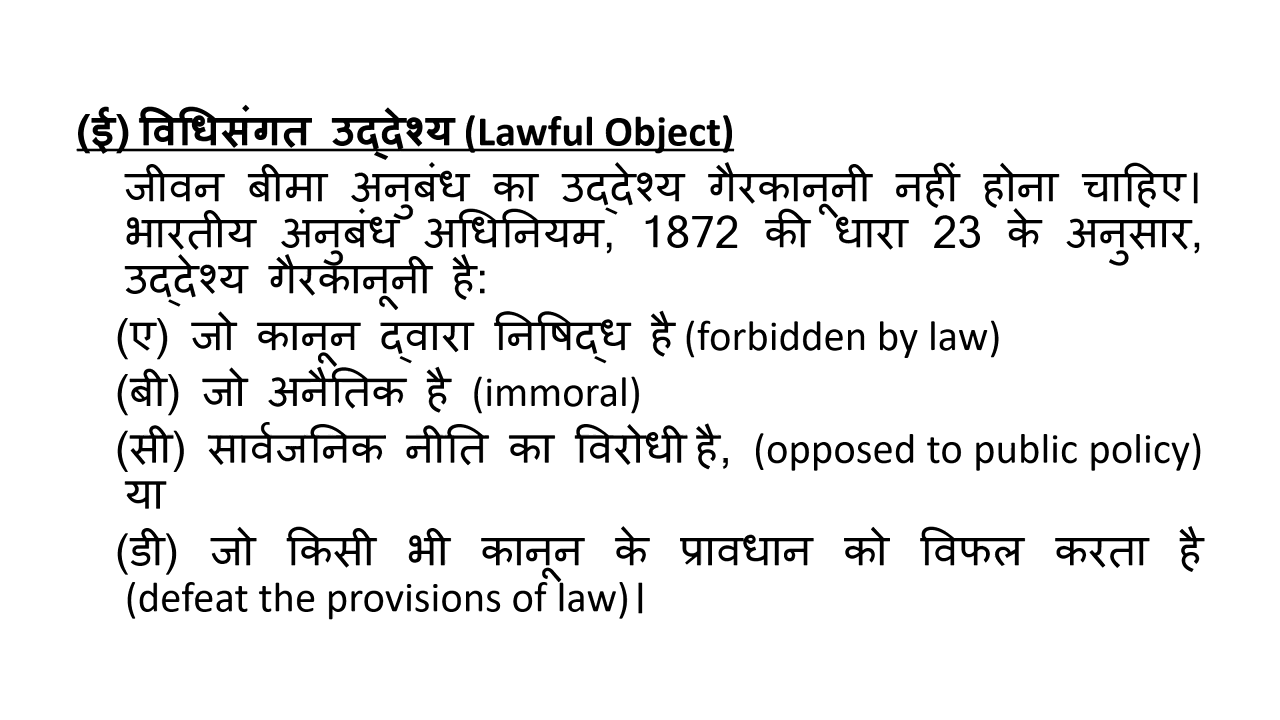 (ई) विधिसंगत उद्देश्य (Lawful Object)
जीवन बीमा अनुबंध का उद्देश्य गैरकानूनी नहीं होना चाहिए।
भारतीय अनुबंध अधिनियम, 1872 की धारा 23 के अनुसार,
उद्देश्य गैरकानूनी है:
(ए) जो कानून द्वारा निषिद्ध है (forbidden by law)
(बी) जो अनैतिक है (immoral)
(सी) सार्वजनिक नीति का विरोधी है, (opposed to public policy)
या
(डी) जो किसी भी कानून के प्रावधान को विफल करता है
(defeat the provisions of law)।